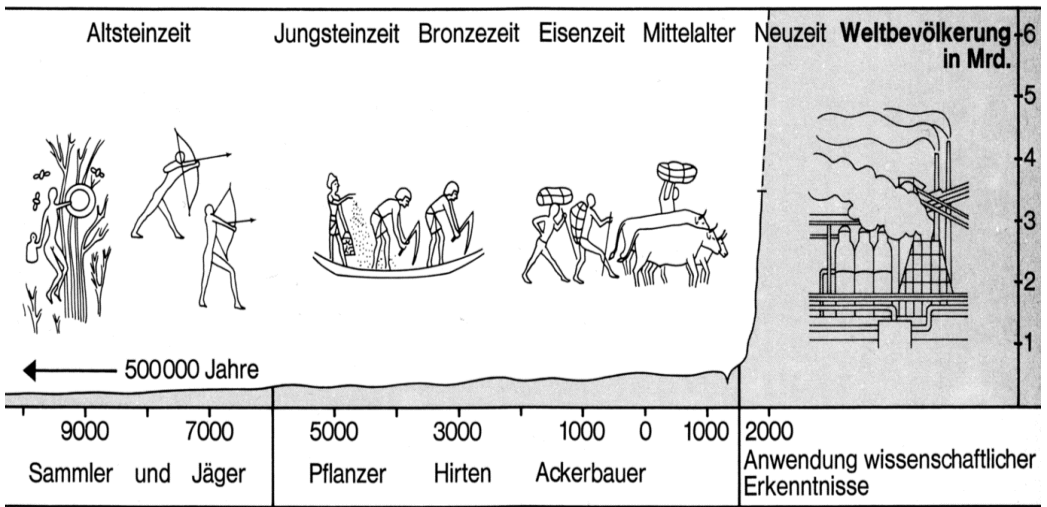 Altsteinzeit Jungsteinzeit Bronzezeit Eisenzeit Mittelalter Neuzeit Weltbevölkerung
in Mrd.
6
5
4
3
2
1
500000 Jahre
9000 7000 5000 3000 1000 0 1000 2000
Sammler und Jäger Pflanzer Hirten Ackerbauer Anwendung wissenschaftlicher
Erkenntnisse